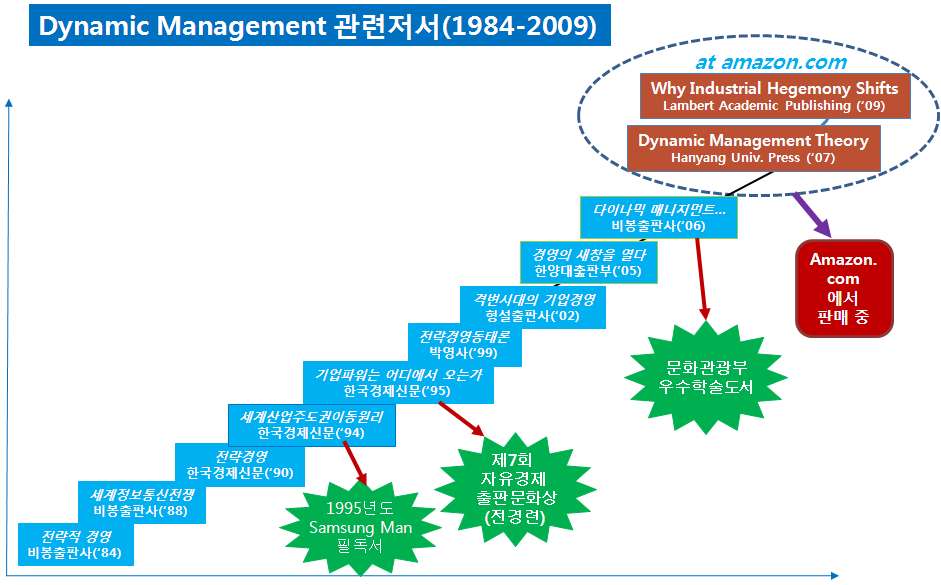 Dynamic Management 관련저서(1984-2009)
at amazon.com
Why Industrial Hegemony Shifts
Lambert Academic Publishing (’09)
Dynamic Management Theory
Hanyang Univ. Press (’07)
다이나믹 매니지먼트...
비봉출판사(’06)
경영의 새창을 열다
한양대출판부(’05)
격변시대의 기업경영
형설출판사(’02)
전략경영동태론
박영사(’99)
기업파워는 어디에서 오는가
한국경제신문(’95)
세계산업주도권이동원리
한국경제신문(’94)
전략경영
한국경제신문(’90)
세계정보통신전쟁
비봉출판사(’88)
전략적 경영
비봉출판사(’84)
Amazon.
com
에서
판매 중
문화관광부
우수학술도서
제7회
자유경제
출판문화상
(전경련)
1995년도
Samsung Man
필독서